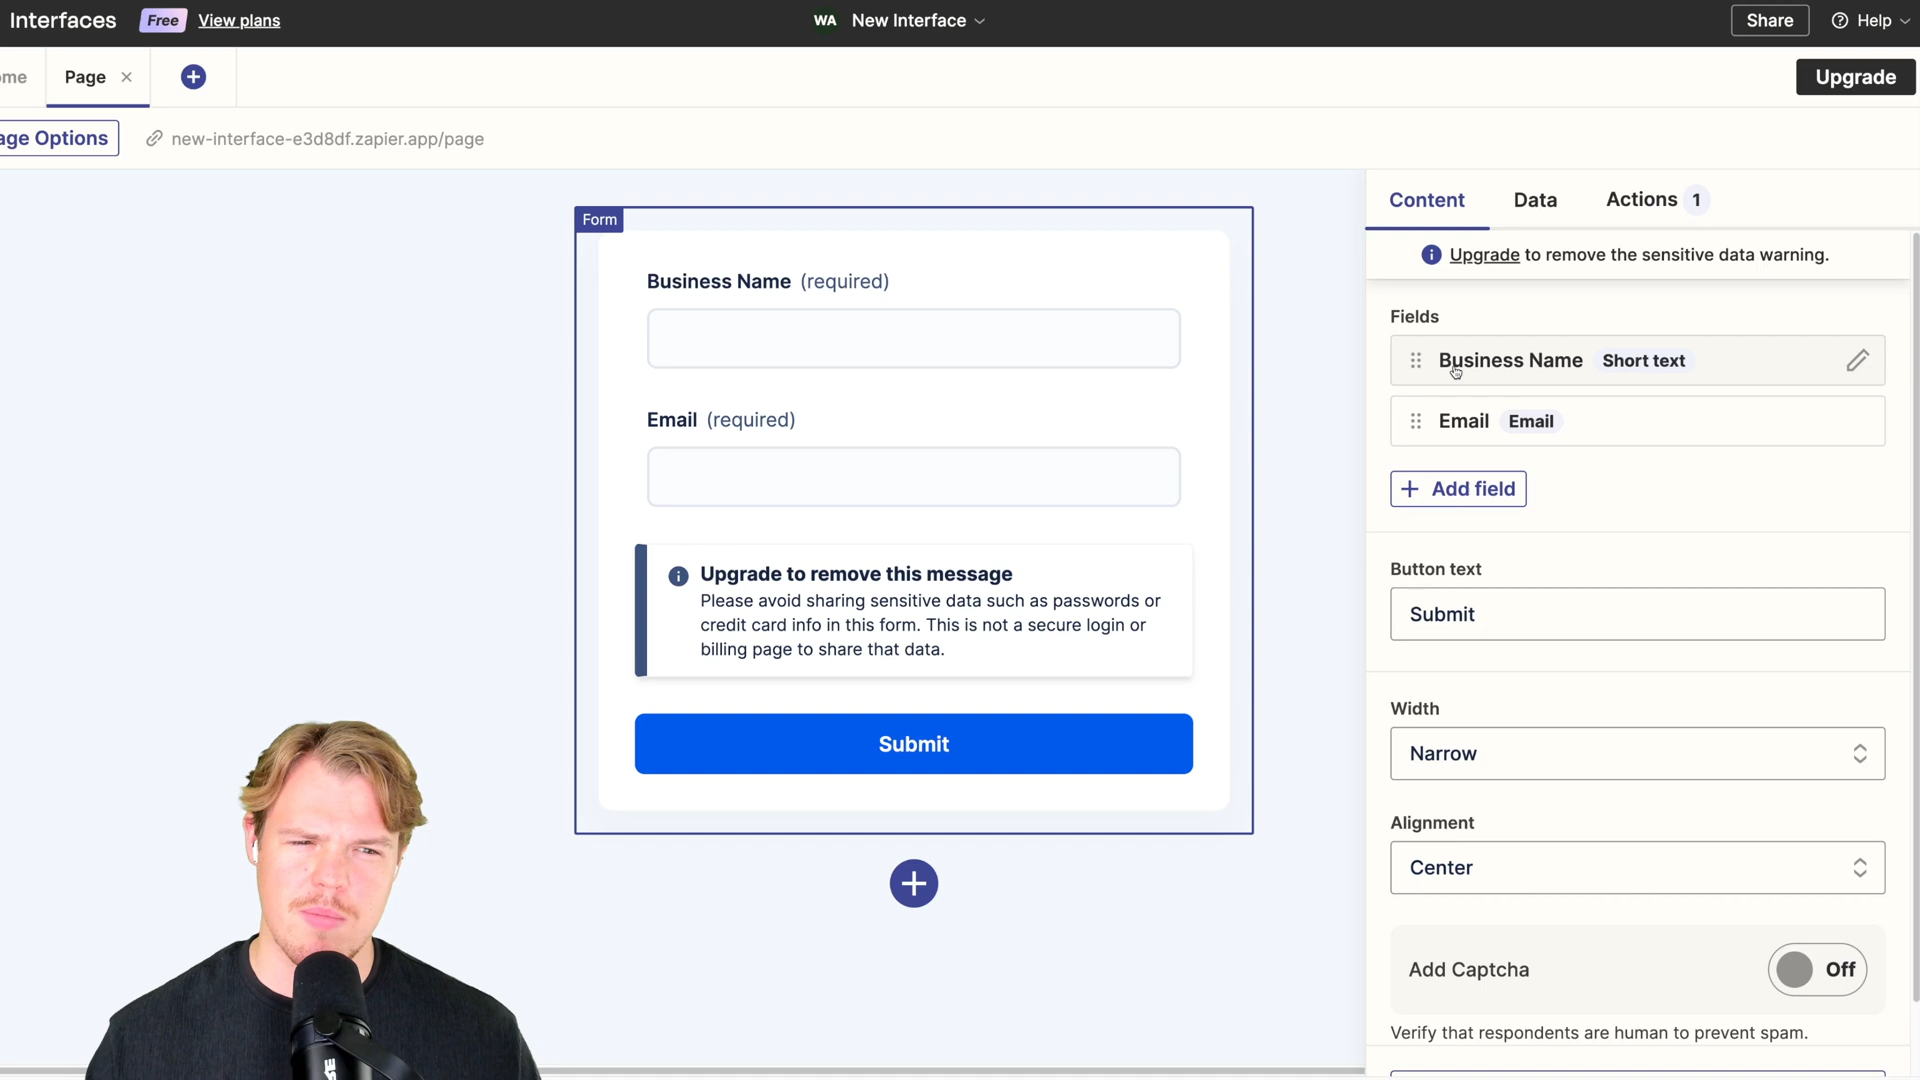 Interfaces Free View plans WA New Interface Share Help
ome Page Upgrade
age Options new-interface-e3d8df.zapier.app/page
Form
Business Name (required)
Email (required)
Upgrade to remove this message
Please avoid sharing sensitive data such as passwords or
credit card info in this form. This is not a secure login or
billing page to share that data.
Submit
Content Data Actions 1
Upgrade to remove the sensitive data warning.
Fields
Business Name Short text
Email Email
+ Add field
Button text
Submit
Width
Narrow
Alignment
Center
Add Captcha Off
Verify that respondents are human to prevent spam.